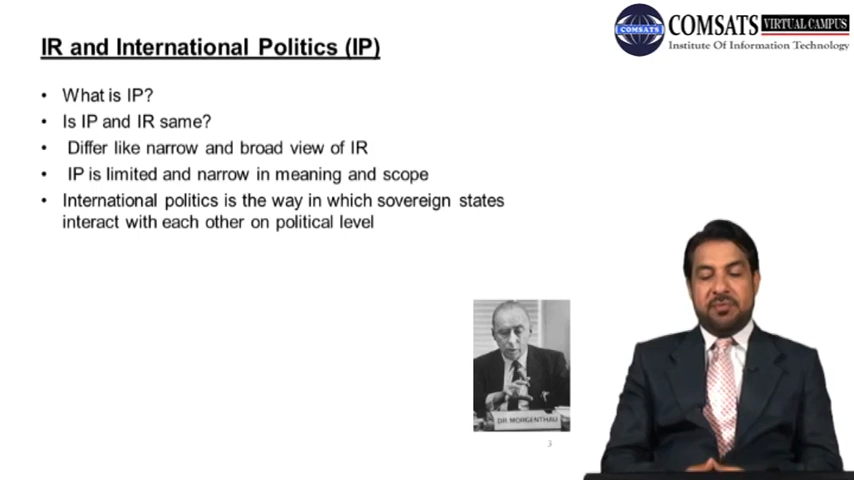 IR and International Politics (IP)
COMSATS
COMSATS VIRTUAL CAMPUS
Institute Of Information Technology
• What is IP?
• Is IP and IR same?
• Differ like narrow and broad view of IR
• IP is limited and narrow in meaning and scope
• International politics is the way in which sovereign states
interact with each other on political level
DR MORGENTHAU
3